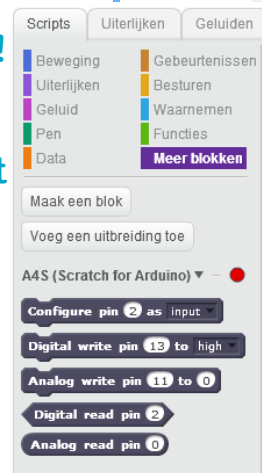 Scripts Uiterlijken Geluiden
Beweging Gebeurtenissen
Uiterlijken Besturen
Geluid Waarnemen
Pen Functies
Data Meer blokken
Maak een blok
Voeg een uitbreiding toe
A4S (Scratch for Arduino)
Configure pin 2 as input
Digital write pin 13 to high
Analog write pin 11 to 0
Digital read pin 2
Analog read pin 0
!
t